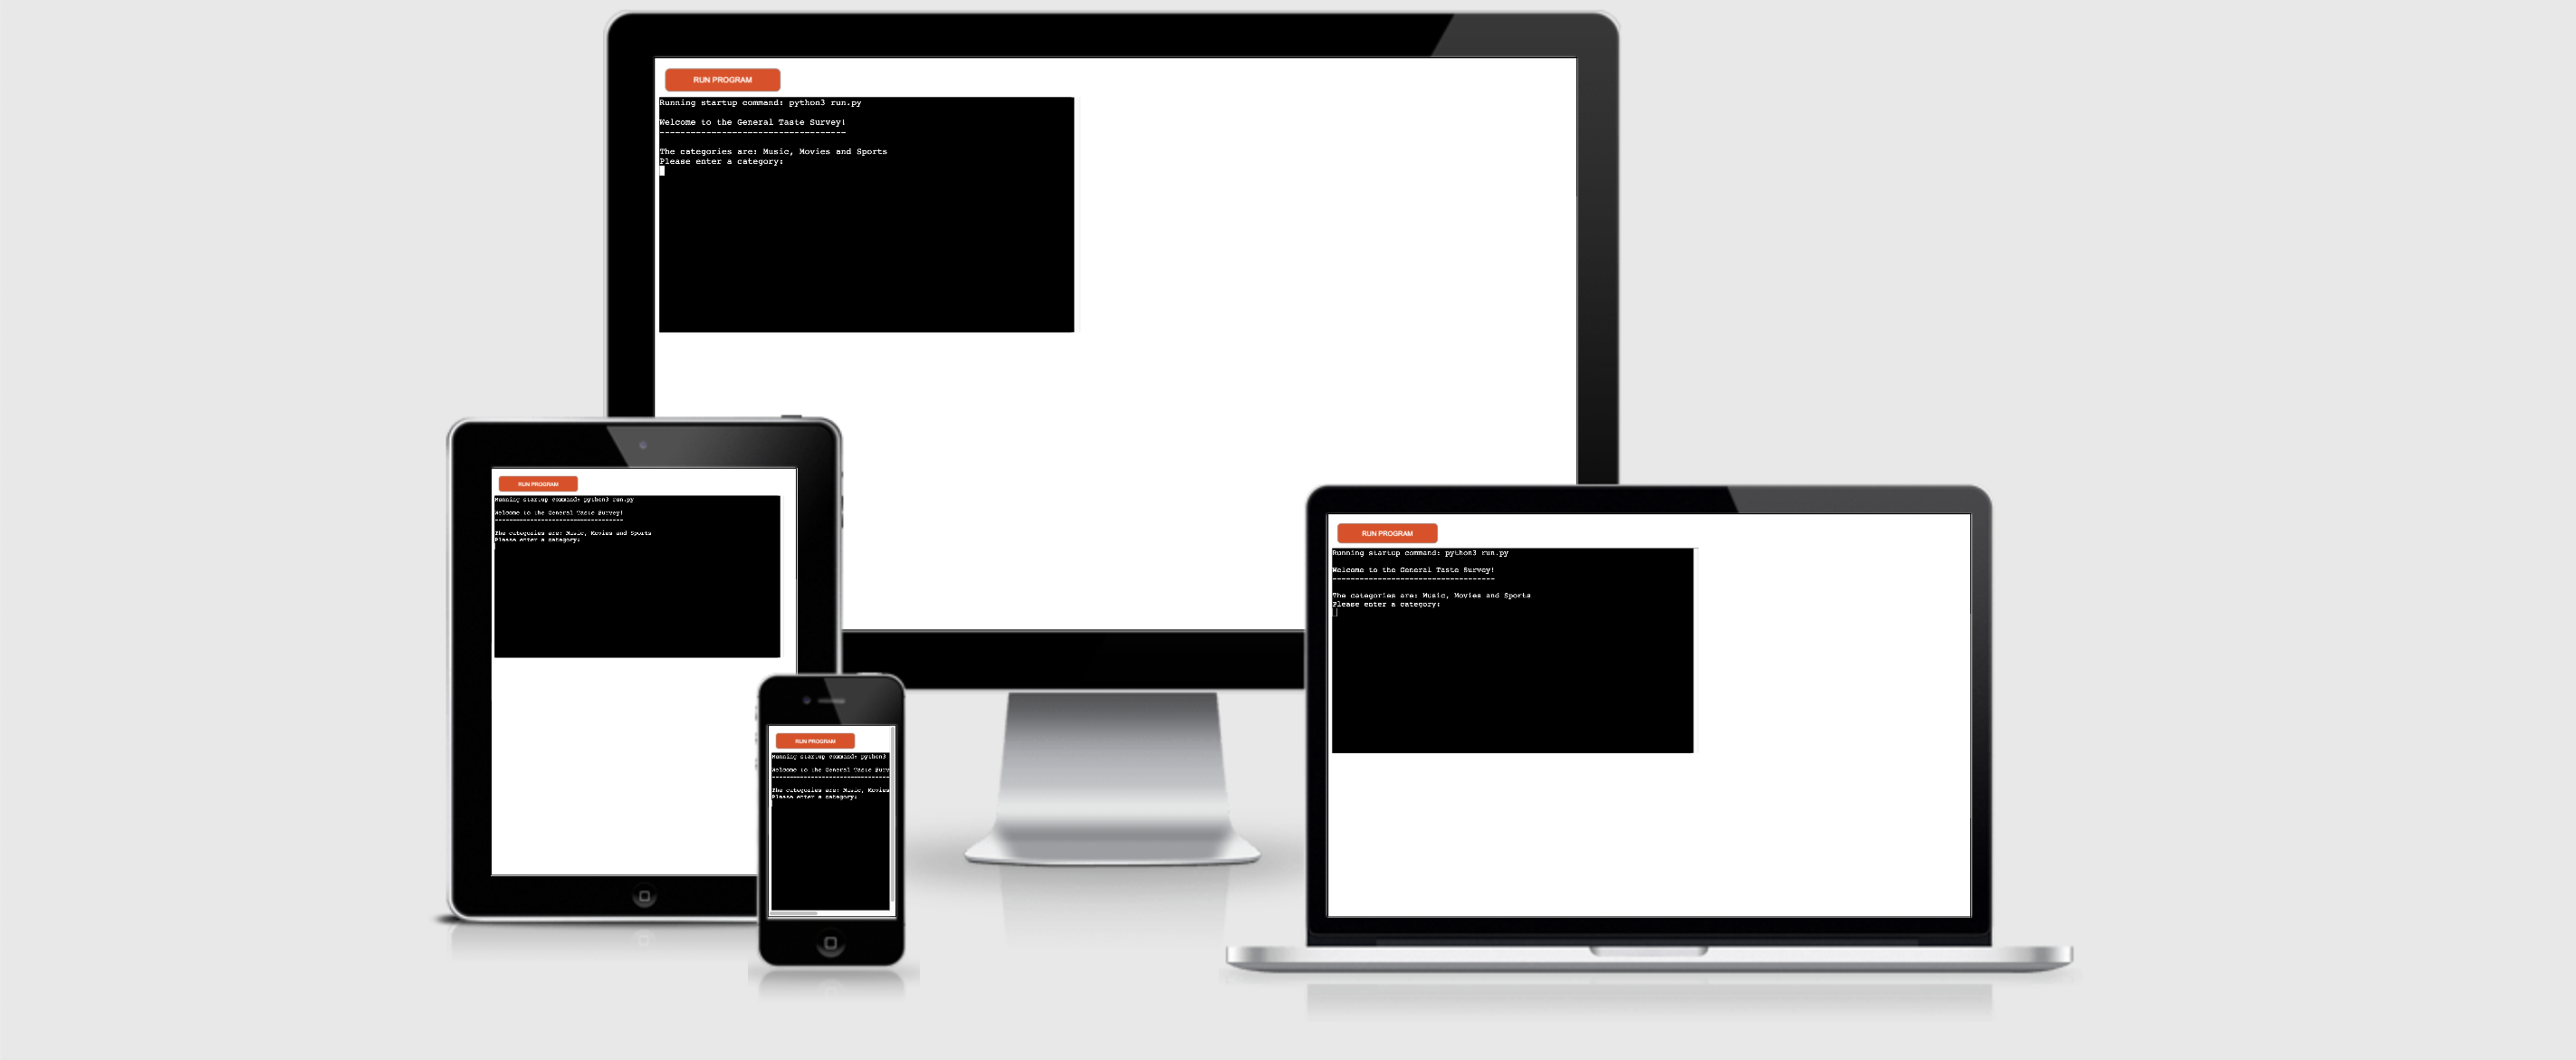 RUN PROGRAM
Running startup command: python3 run.py
Welcome to the General Taste Survey!
------------------------------------
The categories are: Music, Movies and Sports
Please enter a category:
RUN PROGRAM
Running startup command: python3 run.py
Welcome to the General Taste Survey!
------------------------------------
The categories are: Music, Movies and Sports
Please enter a category:
RUN PROGRAM
Running startup command: python3
Welcome to the General Taste Surv
---------------------------------
The categories are: Music, Movies
Please enter a category:
RUN PROGRAM
Running startup command: python3 run.py
Welcome to the General Taste Survey!
------------------------------------
The categories are: Music, Movies and Sports
Please enter a category: